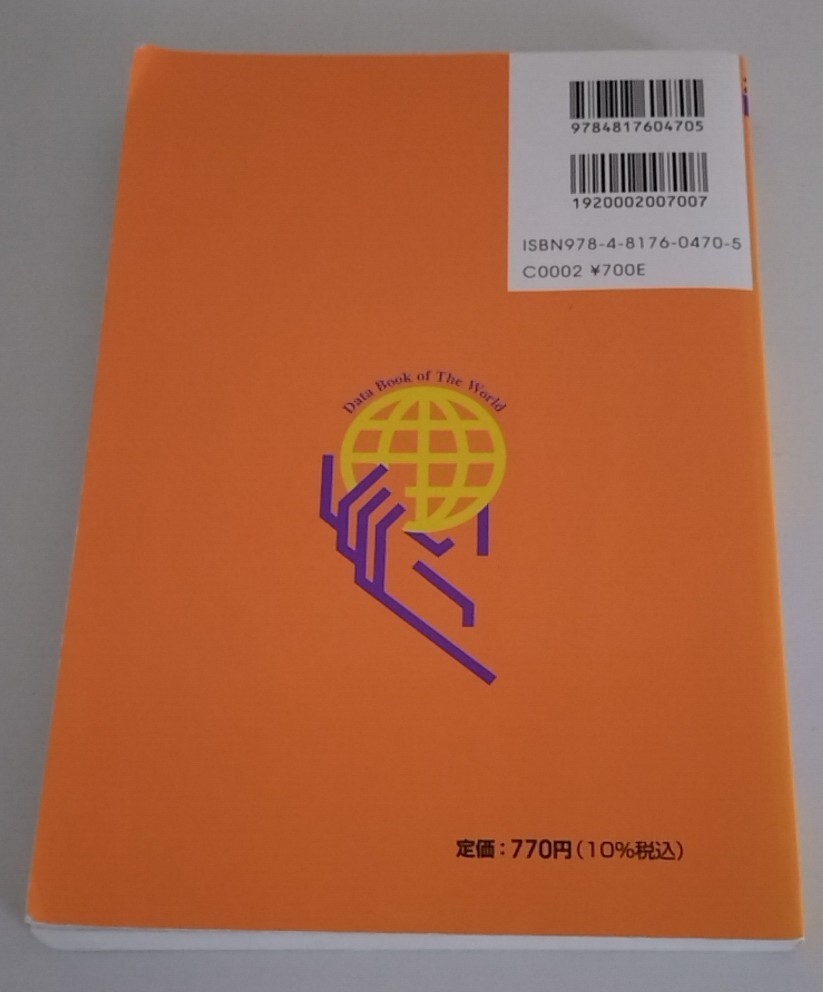 9784817604705
1920002007007
ISBN978-4-8176-0470-5
C0002 ¥700E
Data Book of The World
定価：770円（10%税込）